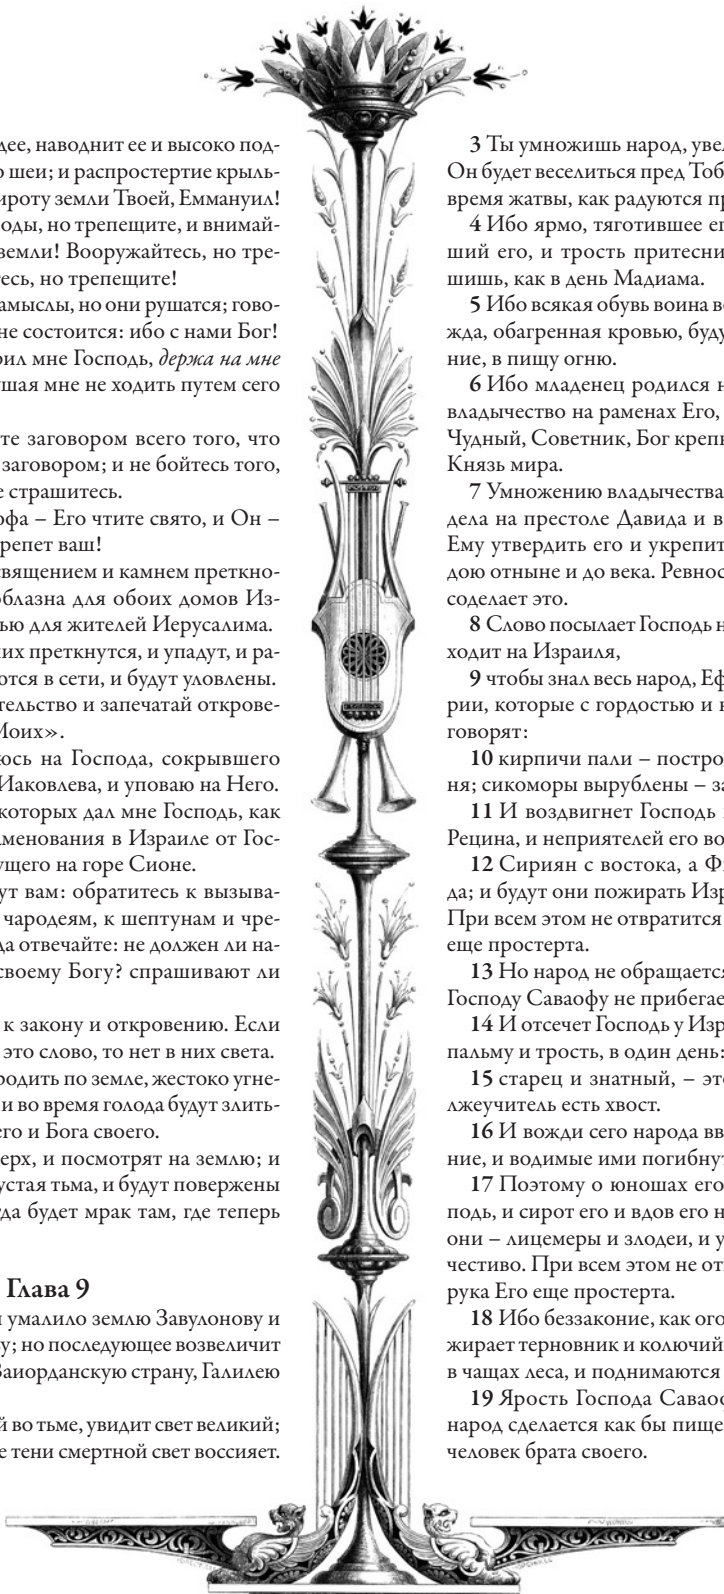 дее, наводнит ее и высоко под-
о шеи; и распростертие крыль-
ироту земли Твоей, Еммануил!
оды, но трепещите, и внимай-
земли! Вооружайтесь, но тре-
тесь, но трепещите!
амыслы, но они рушатся; гово-
не состоится: ибо с нами Бог!
рил мне Господь, держа на мне
ушая мне не ходить путем сего
те заговором всего того, что
заговором; и не бойтесь того,
е страшитесь.
офа – Его чтите свято, и Он –
репет ваш!
священием и камнем преткно-
облазна для обоих домов Из-
ью для жителей Иерусалима.
них преткнутся, и упадут, и ра-
ются в сети, и будут уловлены.
тельство и запечатай открове-
Моих».
юсь на Господа, сокрывшего
Иаковлева, и уповаю на Него.
которых дал мне Господь, как
аменования в Израиле от Гос-
ущего на горе Сионе.
ут вам: обратитесь к вызыва-
чародеям, к шептунам и чре-
да отвечайте: не должен ли на-
своему Богу? спрашивают ли
к закону и откровению. Если
это слово, то нет в них света.
родить по земле, жестоко угне-
и во время голода будут злить-
его и Бога своего.
ерх, и посмотрят на землю; и
устая тьма, и будут повержены
да будет мрак там, где теперь
Глава 9
умалило землю Завулонову и
у; но последующее возвеличит
Заиорданскую страну, Галилею
й во тьме, увидит свет великий;
е тени смертной свет воссияет.
3 Ты умножишь народ, увел
Он будет веселиться пред Тоб
время жатвы, как радуются пр
4 Ибо ярмо, тяготившее ег
ший его, и трость притесни
шишь, как в день Мадиама.
5 Ибо всякая обувь воина во
жда, обагренная кровью, буду
ние, в пищу огню.
6 Ибо младенец родился н
владычество на раменах Его,
Чудный, Советник, Бог крепк
Князь мира.
7 Умножению владычества
дела на престоле Давида и в
Ему утвердить его и укрепит
дою отныне и до века. Ревнос
соделает это.
8 Слово посылает Господь н
ходит на Израиля,
9 чтобы знал весь народ, Еф
рии, которые с гордостью и н
говорят:
10 кирпичи пали – постро
ня; сикоморы вырублены – за
11 И воздвигнет Господь
Рецина, и неприятелей его во
12 Сириян с востока, а Фи
да; и будут они пожирать Изр
При всем этом не отвратится
еще простерта.
13 Но народ не обращается
Господу Саваофу не прибегае
14 И отсечет Господь у Изр
пальму и трость, в один день:
15 старец и знатный, – это
лжеучитель есть хвост.
16 И вожди сего народа вв
ние, и водимые ими погибнут
17 Поэтому о юношах его
подь, и сирот его и вдов его н
они – лицемеры и злодеи, и у
честиво. При всем этом не от
рука Его еще простерта.
18 Ибо беззаконие, как ого
жирает терновник и колючий
в чащах леса, и поднимаются
19 Ярость Господа Саваоф
народ сделается как бы пище
человек брата своего.